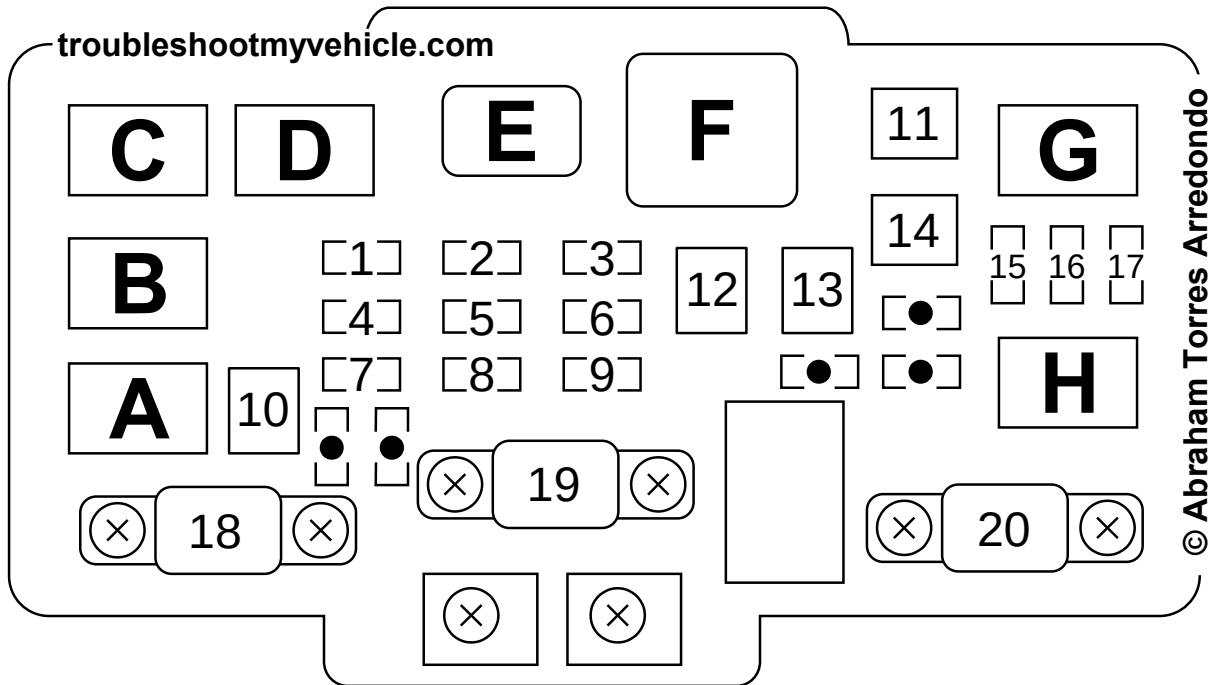 troubleshootmyvehicle.com
C D E F 11 G
B 1 2 3 12 13 14 15 16 17
4 5 6
A 10 7 8 9 H
18 19 20
© Abraham Torres Arredondo